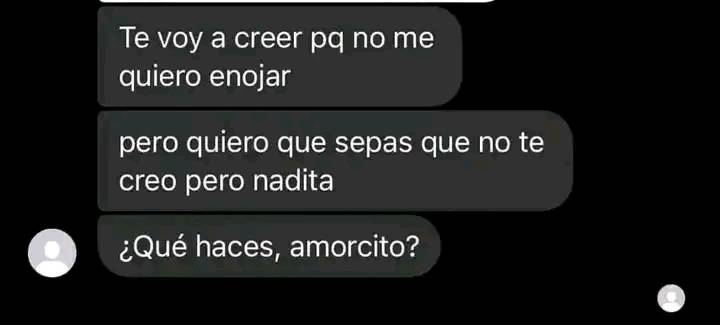 Te voy a creer pq no me
quiero enojar
pero quiero que sepas que no te
creo pero nadita
¿Qué haces, amorcito?